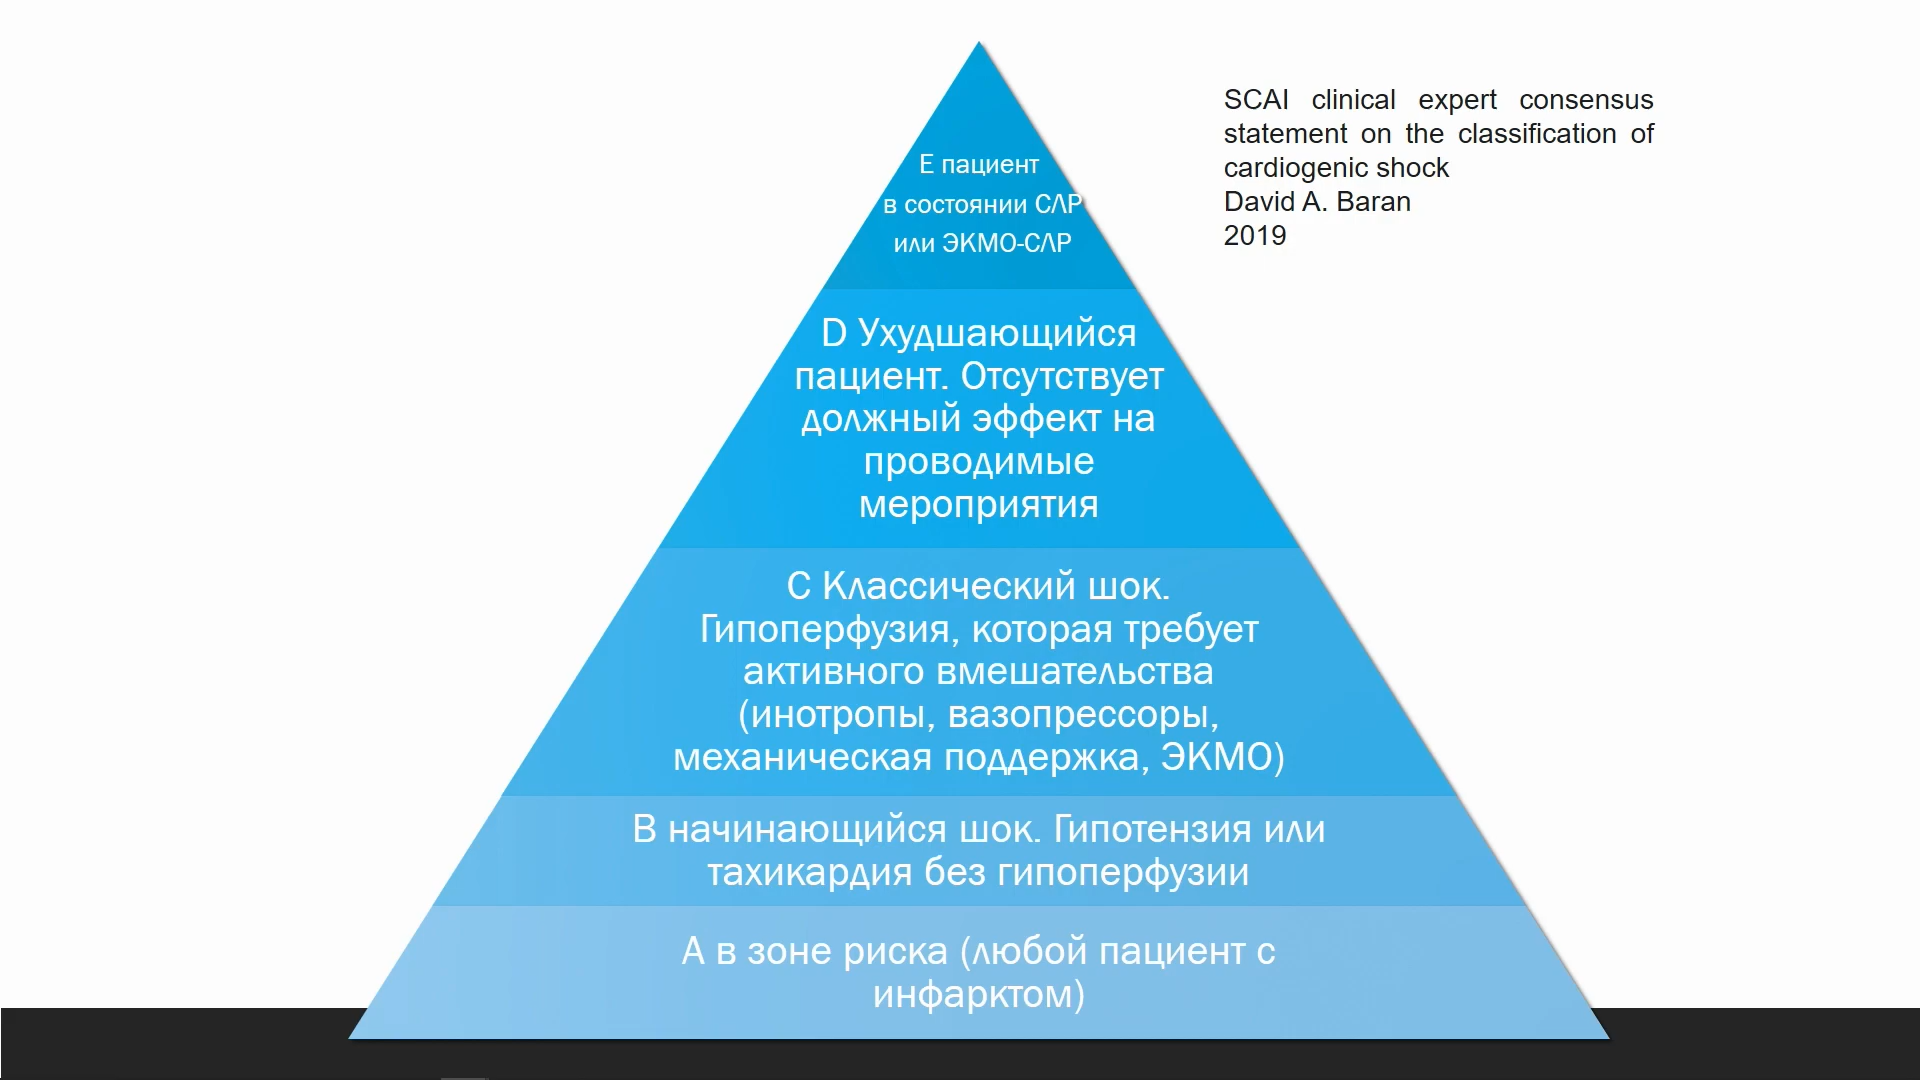 SCAI clinical expert consensus
statement on the classification of
cardiogenic shock
David A. Baran
2019
Е пациент
в состоянии СЛР
или ЭКМО-СЛР
D Ухудшающийся
пациент. Отсутствует
должный эффект на
проводимые
мероприятия
С Классический шок.
Гипоперфузия, которая требует
активного вмешательства
(инотропы, вазопрессоры,
механическая поддержка, ЭКМО)
В начинающийся шок. Гипотензия или
тахикардия без гипоперфузии
А в зоне риска (любой пациент с
инфарктом)